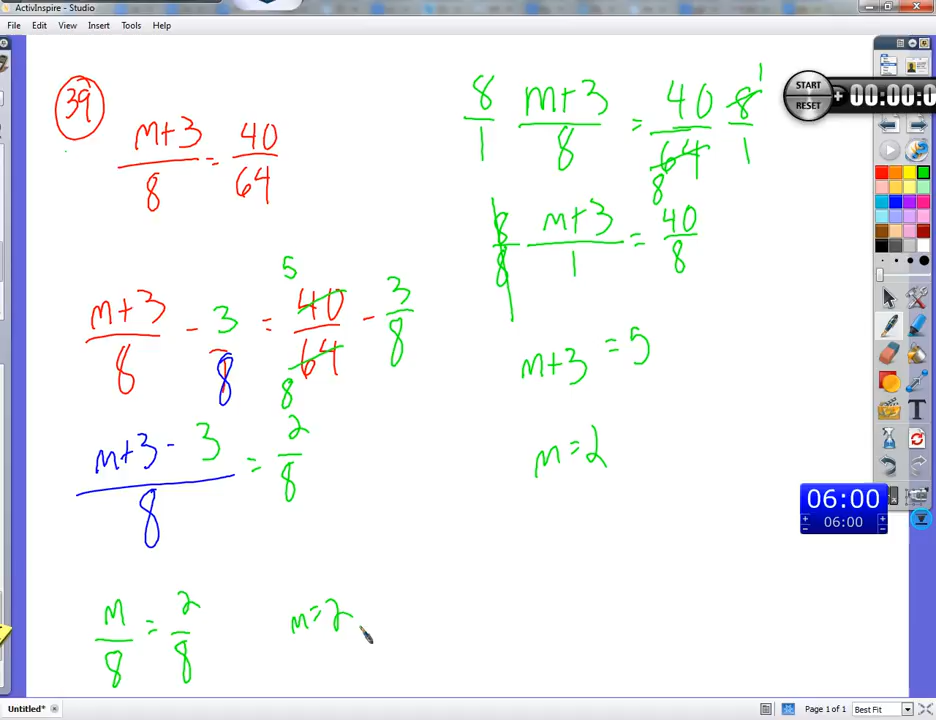 ActivInspire - Studio
File Edit View Insert Tools Help
39
m+3/8 = 40/64
m+3/8 - 3/8 = 40/64 - 3/8
5
8
m+3-3/8 = 2/8
m/8 = 2/8
m=2
8/1 m+3/8 = 40/64 8/1
1
8
8/8 m+3/1 = 40/8
m+3 = 5
m=2
START
RESET
+ 00:00:0
06:00
06:00
Untitled*
Page 1 of 1
Best Fit